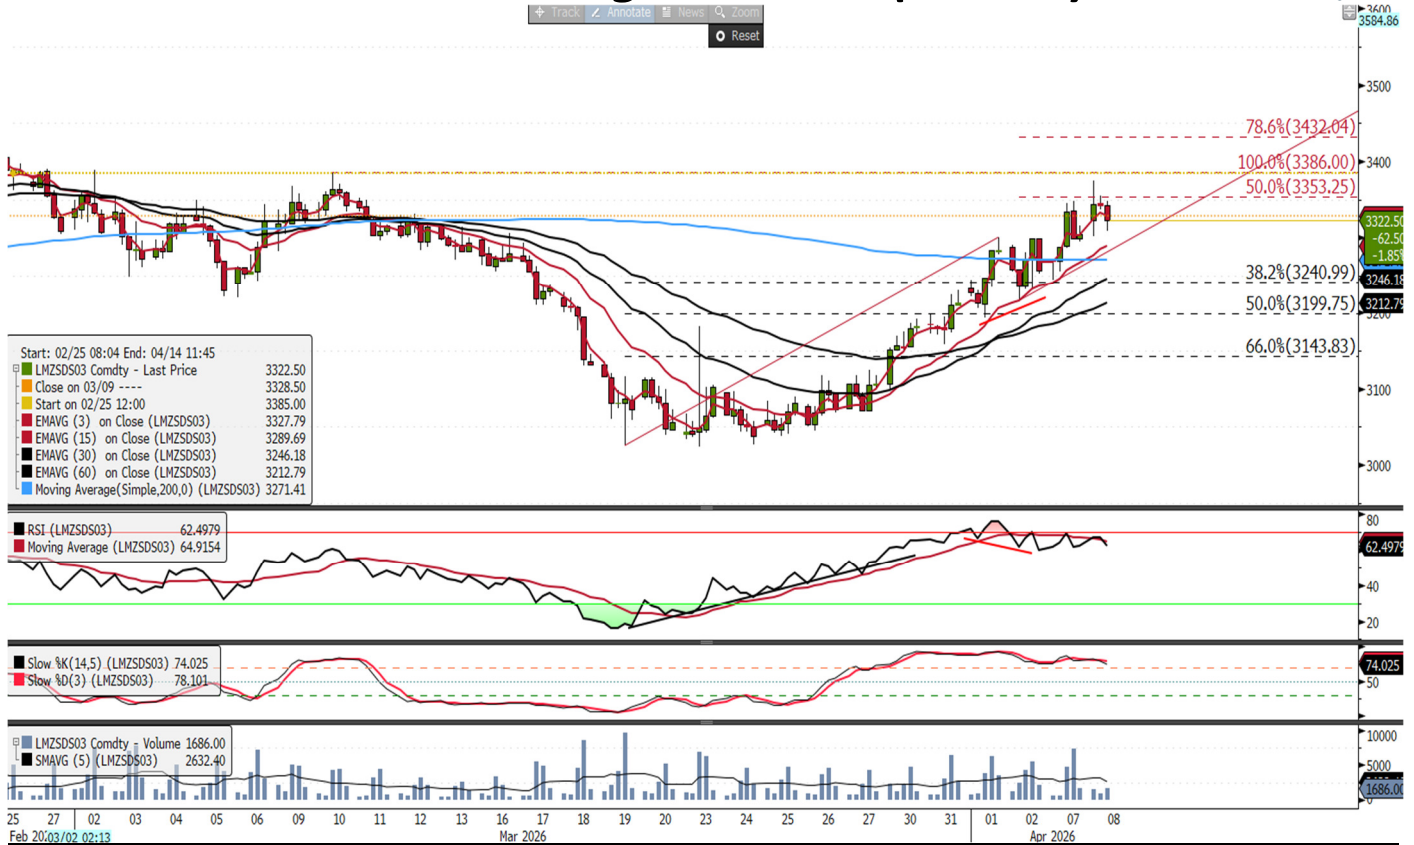 Track Annotate News Zoom
Reset
3600
3584.86
3500
78.6%(3432.04)
100.0%(3386.00)
3400
50.0%(3353.25)
3322.50
-62.50
-1.85%
38.2%(3240.99)
3246.18
50.0%(3199.75)
3212.79
3200
66.0%(3143.83)
3100
3000
Start: 02/25 08:04 End: 04/14 11:45
LMZSDS03 Comdty - Last Price 3322.50
Close on 03/09 ---- 3328.50
Start on 02/25 12:00 3385.00
EMAVG (3) on Close (LMZSDS03) 3327.79
EMAVG (15) on Close (LMZSDS03) 3289.69
EMAVG (30) on Close (LMZSDS03) 3246.18
EMAVG (60) on Close (LMZSDS03) 3212.79
Moving Average(Simple,200,0) (LMZSDS03) 3271.41
RSI (LMZSDS03) 62.4979
Moving Average (LMZSDS03) 64.9154
80
62.4979
40
20
Slow %K(14,5) (LMZSDS03) 74.025
Slow %D(3) (LMZSDS03) 78.101
74.025
50
LMZSDS03 Comdty - Volume 1686.00
SMAVG (5) (LMZSDS03) 2632.40
10000
5000
1686.00
0
25 27 02 03 04 05 06 09 10 11 12 13 16 17 18 19 20 23 24 25 26 27 30 31 01 02 07 08
Feb 202 03/02 02:13 Mar 2026 Apr 2026